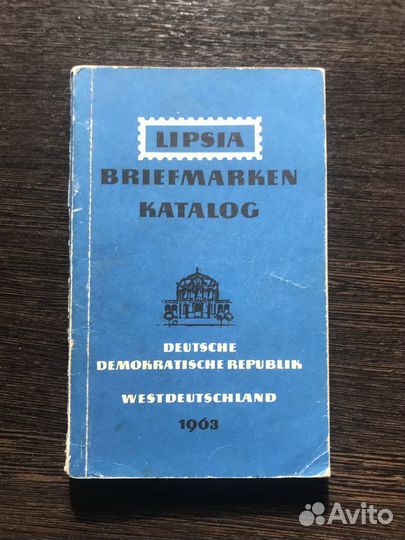 LIPSIA
BRIEFMARKEN
KATALOG
DEUTSCHE
DEMOKRATISCHE REPUBLIK
WESTDEUTSCHLAND
1963
Avito